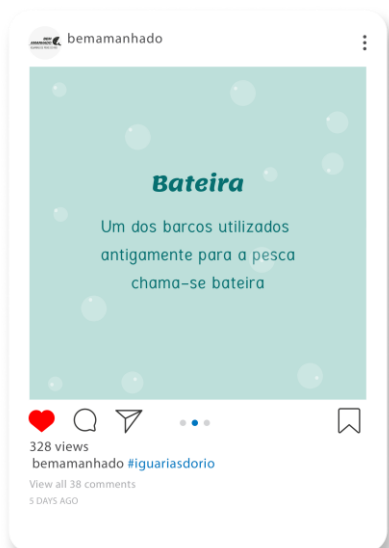 bemamanhado
Bateira
Um dos barcos utilizados
antigamente para a pesca
chama-se bateira
328 views
bemamanhado #iguariasdorio
View all 38 comments
5 DAYS AGO